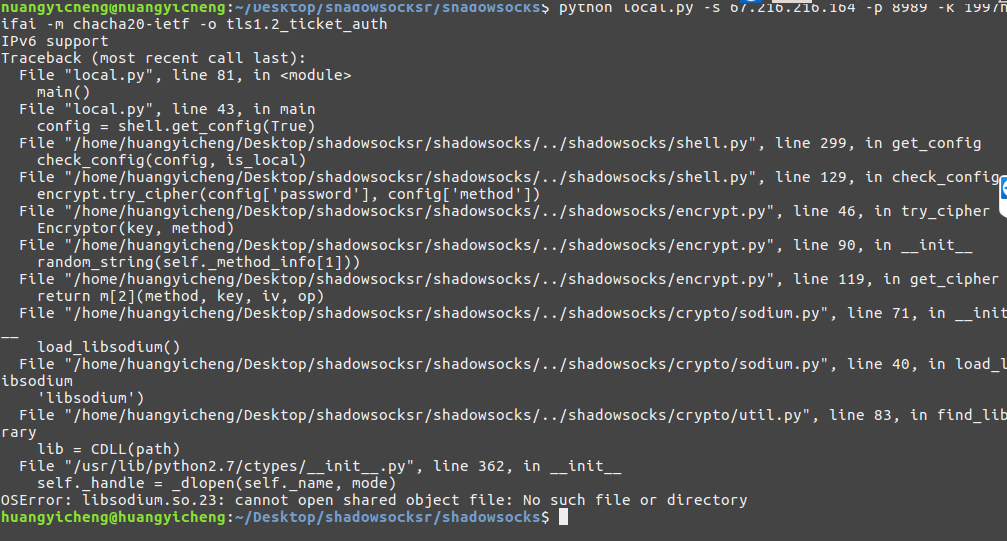 huangyicheng@huangyicheng:~/Desktop/shadowsocksr/shadowsocks$ python local.py -s 67.216.216.164 -p 8989 -k 1997h
ifai -m chacha20-ietf -o tls1.2_ticket_auth
IPv6 support
Traceback (most recent call last):
  File "local.py", line 81, in <module>
    main()
  File "local.py", line 43, in main
    config = shell.get_config(True)
  File "/home/huangyicheng/Desktop/shadowsocksr/shadowsocks/../shadowsocks/shell.py", line 299, in get_config
    check_config(config, is_local)
  File "/home/huangyicheng/Desktop/shadowsocksr/shadowsocks/../shadowsocks/shell.py", line 129, in check_config
    encrypt.try_cipher(config['password'], config['method'])
  File "/home/huangyicheng/Desktop/shadowsocksr/shadowsocks/../shadowsocks/encrypt.py", line 46, in try_cipher
    Encryptor(key, method)
  File "/home/huangyicheng/Desktop/shadowsocksr/shadowsocks/../shadowsocks/encrypt.py", line 90, in __init__
    random_string(self._method_info[1]))
  File "/home/huangyicheng/Desktop/shadowsocksr/shadowsocks/../shadowsocks/encrypt.py", line 119, in get_cipher
    return m[2](method, key, iv, op)
  File "/home/huangyicheng/Desktop/shadowsocksr/shadowsocks/../shadowsocks/crypto/sodium.py", line 71, in __init
__
    load_libsodium()
  File "/home/huangyicheng/Desktop/shadowsocksr/shadowsocks/../shadowsocks/crypto/sodium.py", line 40, in load_l
ibsodium
    'libsodium')
  File "/home/huangyicheng/Desktop/shadowsocksr/shadowsocks/../shadowsocks/crypto/util.py", line 83, in find_lib
rary
    lib = CDLL(path)
  File "/usr/lib/python2.7/ctypes/__init__.py", line 362, in __init__
    self._handle = _dlopen(self._name, mode)
OSError: libsodium.so.23: cannot open shared object file: No such file or directory
huangyicheng@huangyicheng:~/Desktop/shadowsocksr/shadowsocks$